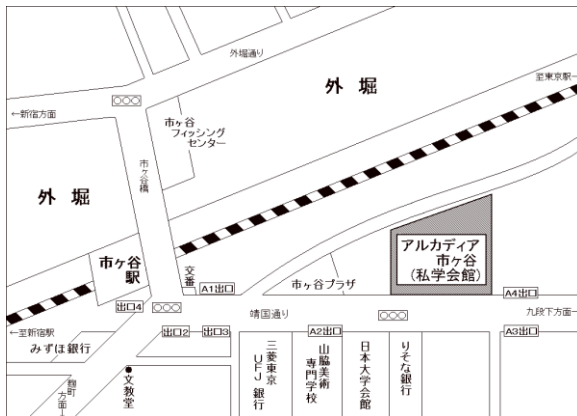 外堀通り
外 堀
至東京駅→
←新宿方面
市ヶ谷
フィッシング
センター
市ヶ谷橋
外 堀
市ヶ谷
駅
交番
A1出口
市ヶ谷プラザ
アルカディア
市ヶ谷
(私学会館)
A4出口
出口4
靖国通り
九段下方面→
←至新宿駅
出口2
出口3
A2出口
A3出口
みずほ銀行
麹町
方面
文教堂
三菱東京
UFJ銀行
山脇美術
専門学校
日本大学会館
りそな銀行